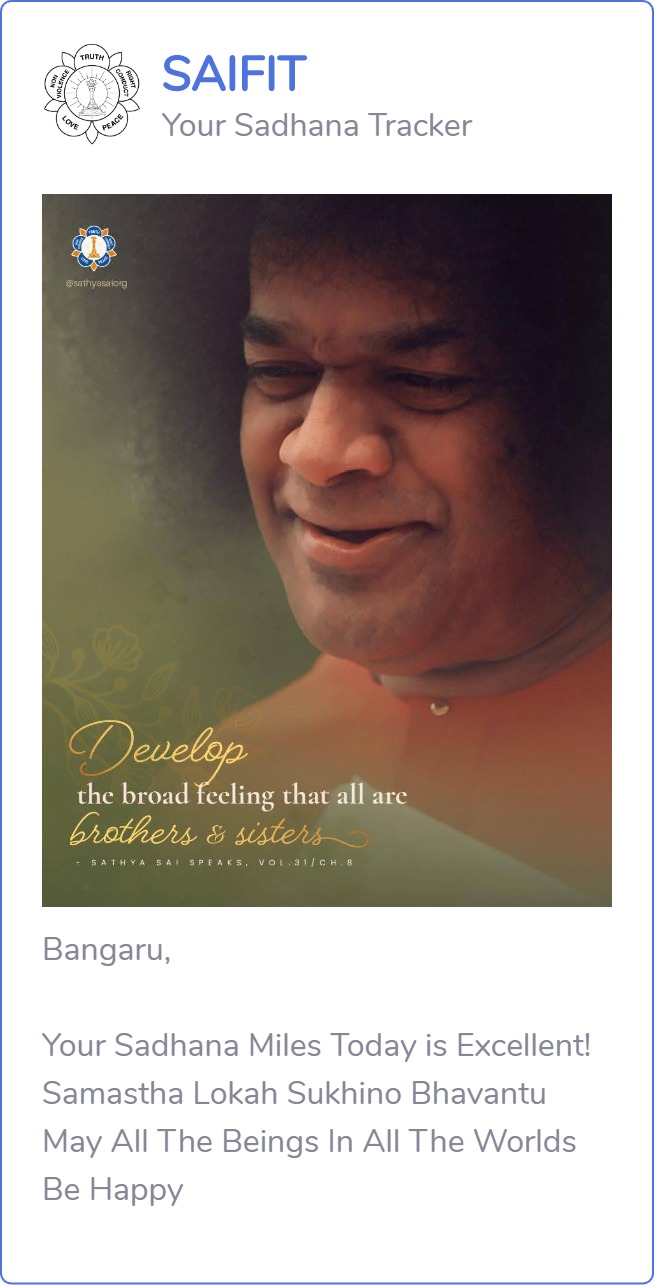 TRUTH
RIGHT
CONDUCT
PEACE
LOVE
NON
VIOLENCE
SAIFIT
Your Sadhana Tracker
@sathyasaiorg
Develop
the broad feeling that all are
brothers & sisters
- SATHYA SAI SPEAKS, VOL.31/CH.8
Bangaru,
Your Sadhana Miles Today is Excellent!
Samastha Lokah Sukhino Bhavantu
May All The Beings In All The Worlds
Be Happy